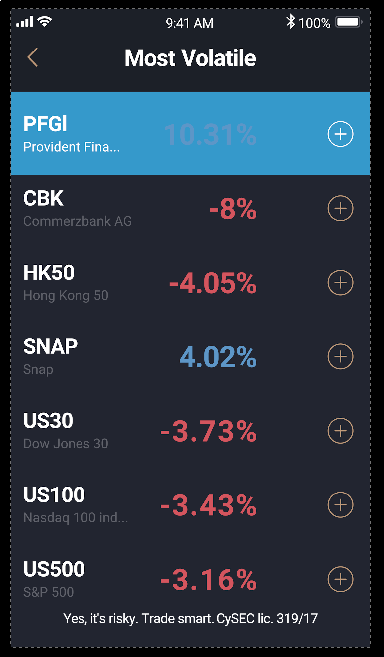 9:41 AM 100%
Most Volatile
PFGl 10.31%
Provident Fina...
CBK -8%
Commerzbank AG
HK50 -4.05%
Hong Kong 50
SNAP 4.02%
Snap
US30 -3.73%
Dow Jones 30
US100 -3.43%
Nasdaq 100 ind...
US500 -3.16%
S&P 500
Yes, it's risky. Trade smart. CySEC lic. 319/17